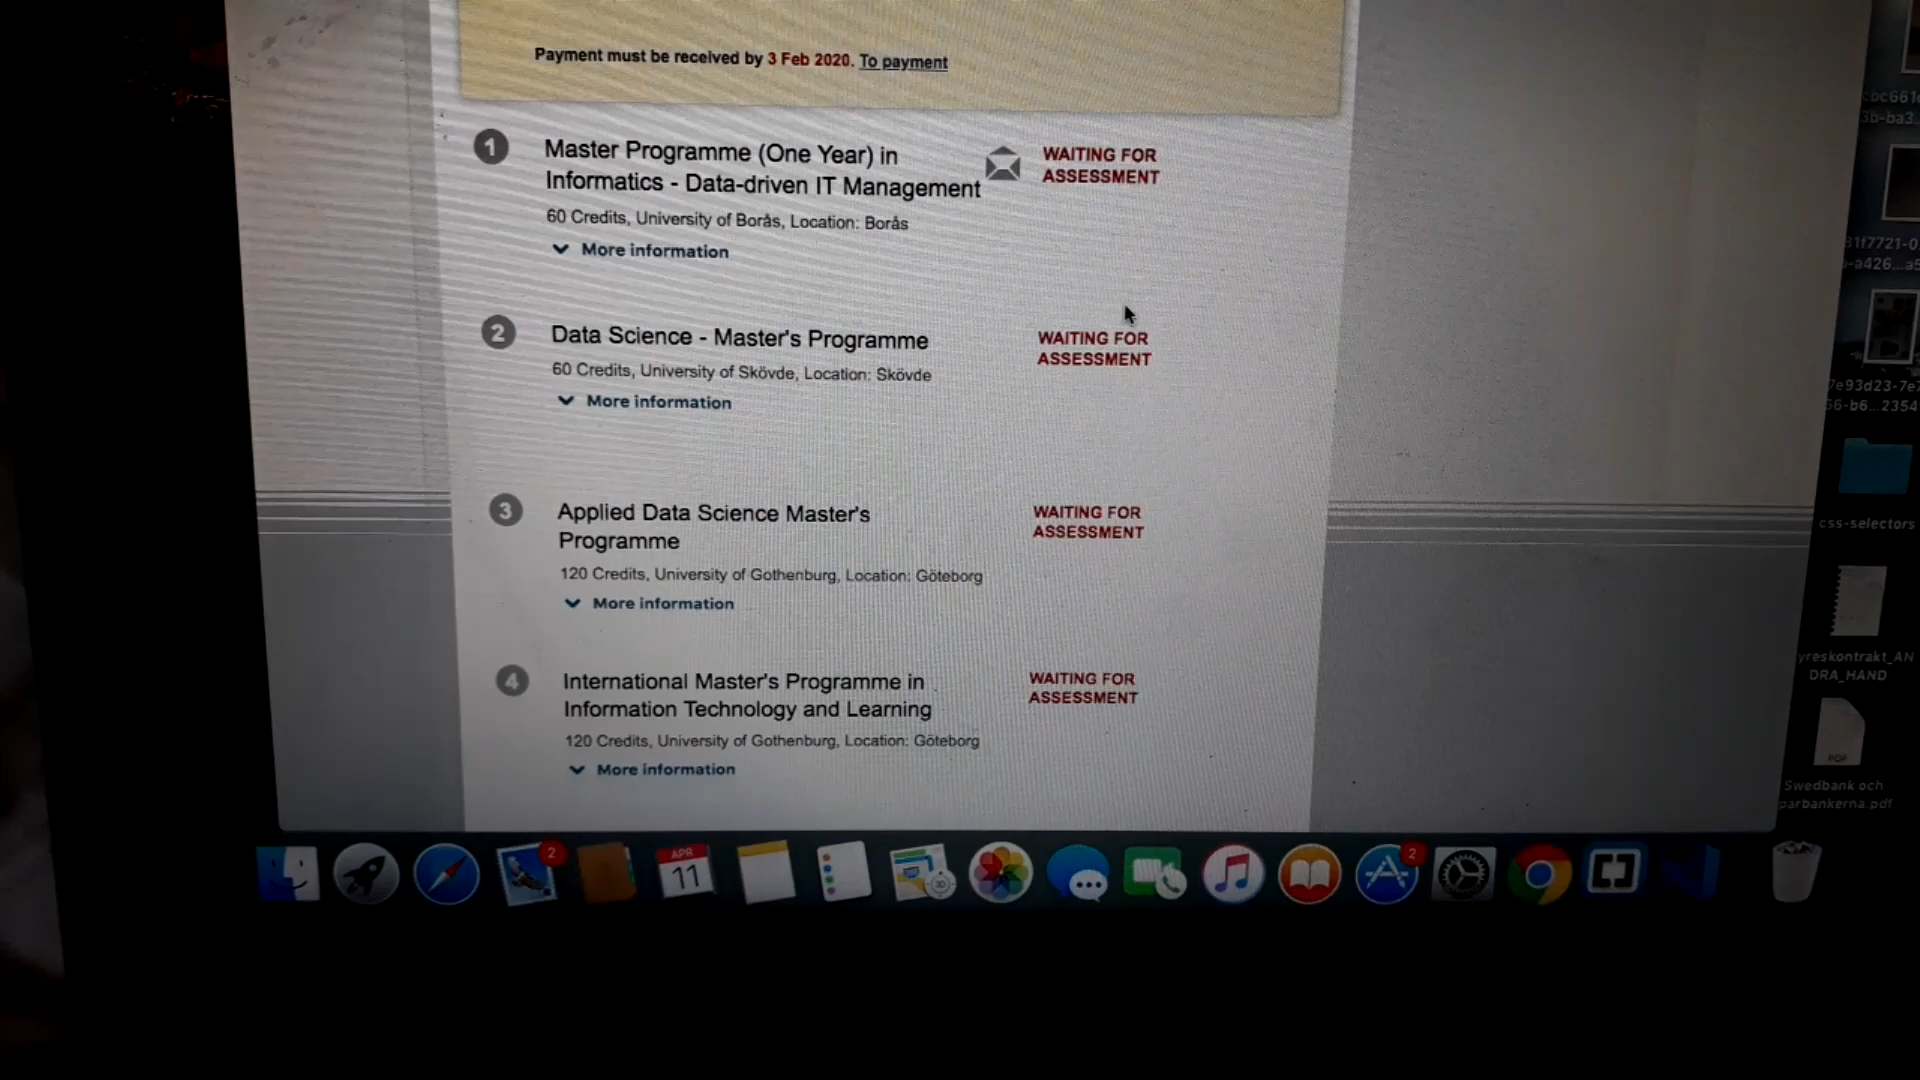 Payment must be received by 3 Feb 2020. To payment
1
Master Programme (One Year) in
Informatics - Data-driven IT Management
WAITING FOR
ASSESSMENT
60 Credits, University of Borås, Location: Borås
More information
2
Data Science - Master's Programme
WAITING FOR
ASSESSMENT
60 Credits, University of Skövde, Location: Skövde
More information
3
Applied Data Science Master's
Programme
WAITING FOR
ASSESSMENT
120 Credits, University of Gothenburg, Location: Göteborg
More information
4
International Master's Programme in
Information Technology and Learning
WAITING FOR
ASSESSMENT
120 Credits, University of Gothenburg, Location: Göteborg
More information
css-selectors
yreskontrakt_AN
DRA_HAND
PDF
Swedbank och
parbankerna.pdf
2
APR
11
2